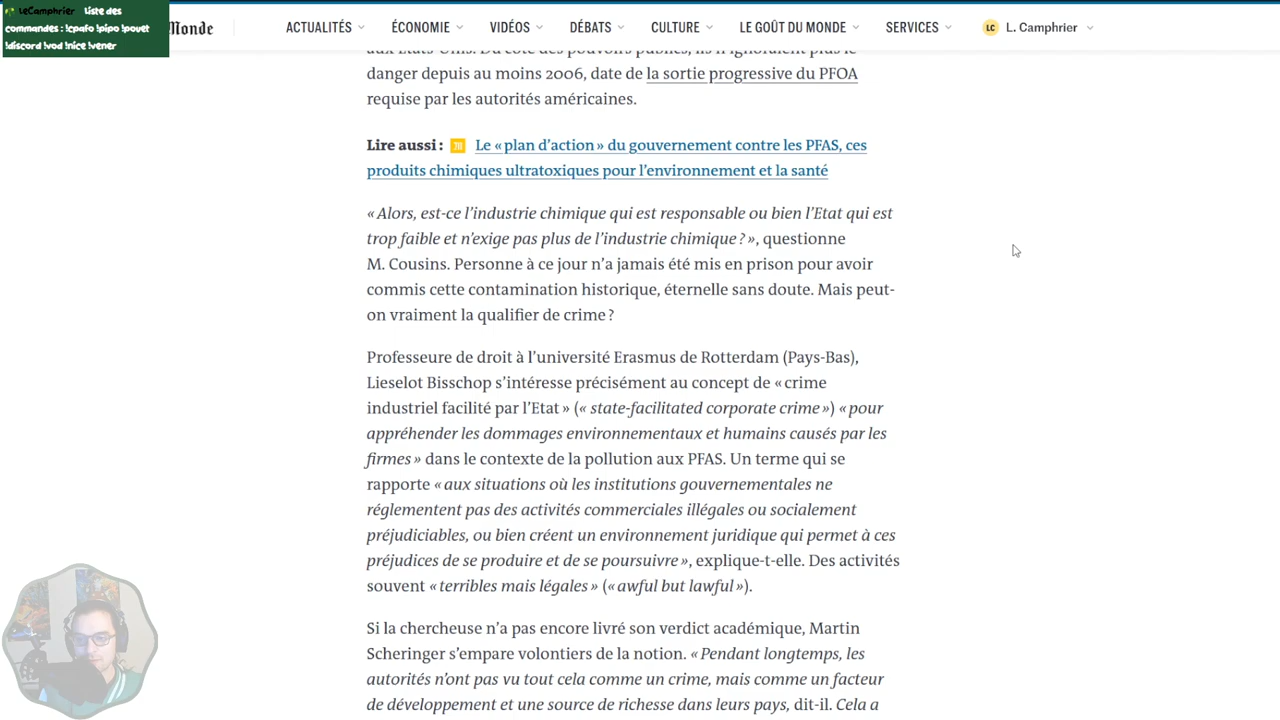 LeCamphrier Liste des
commandes : !cpafo !pipo !pouet
!discord !vod !nice !vener
Monde
ACTUALITÉS
ÉCONOMIE
VIDÉOS
DÉBATS
CULTURE
LE GOÛT DU MONDE
SERVICES
LC L. Camphrier
aux États-Unis. Du côté des pouvoirs publics, ils n'ignoraient plus le
danger depuis au moins 2006, date de la sortie progressive du PFOA
requise par les autorités américaines.
Lire aussi : Le « plan d'action » du gouvernement contre les PFAS, ces
produits chimiques ultratoxiques pour l'environnement et la santé
« Alors, est-ce l'industrie chimique qui est responsable ou bien l'Etat qui est
trop faible et n'exige pas plus de l'industrie chimique ? », questionne
M. Cousins. Personne à ce jour n'a jamais été mis en prison pour avoir
commis cette contamination historique, éternelle sans doute. Mais peut-
on vraiment la qualifier de crime ?
Professeure de droit à l'université Erasmus de Rotterdam (Pays-Bas),
Lieselot Bisschop s'intéresse précisément au concept de « crime
industriel facilité par l'Etat » (« state-facilitated corporate crime ») « pour
appréhender les dommages environnementaux et humains causés par les
firmes » dans le contexte de la pollution aux PFAS. Un terme qui se
rapporte « aux situations où les institutions gouvernementales ne
réglementent pas des activités commerciales illégales ou socialement
préjudiciables, ou bien créent un environnement juridique qui permet à ces
préjudices de se produire et de se poursuivre », explique-t-elle. Des activités
souvent « terribles mais légales » (« awful but lawful »).
Si la chercheuse n'a pas encore livré son verdict académique, Martin
Scheringer s'empare volontiers de la notion. « Pendant longtemps, les
autorités n'ont pas vu tout cela comme un crime, mais comme un facteur
de développement et une source de richesse dans leurs pays, dit-il. Cela a